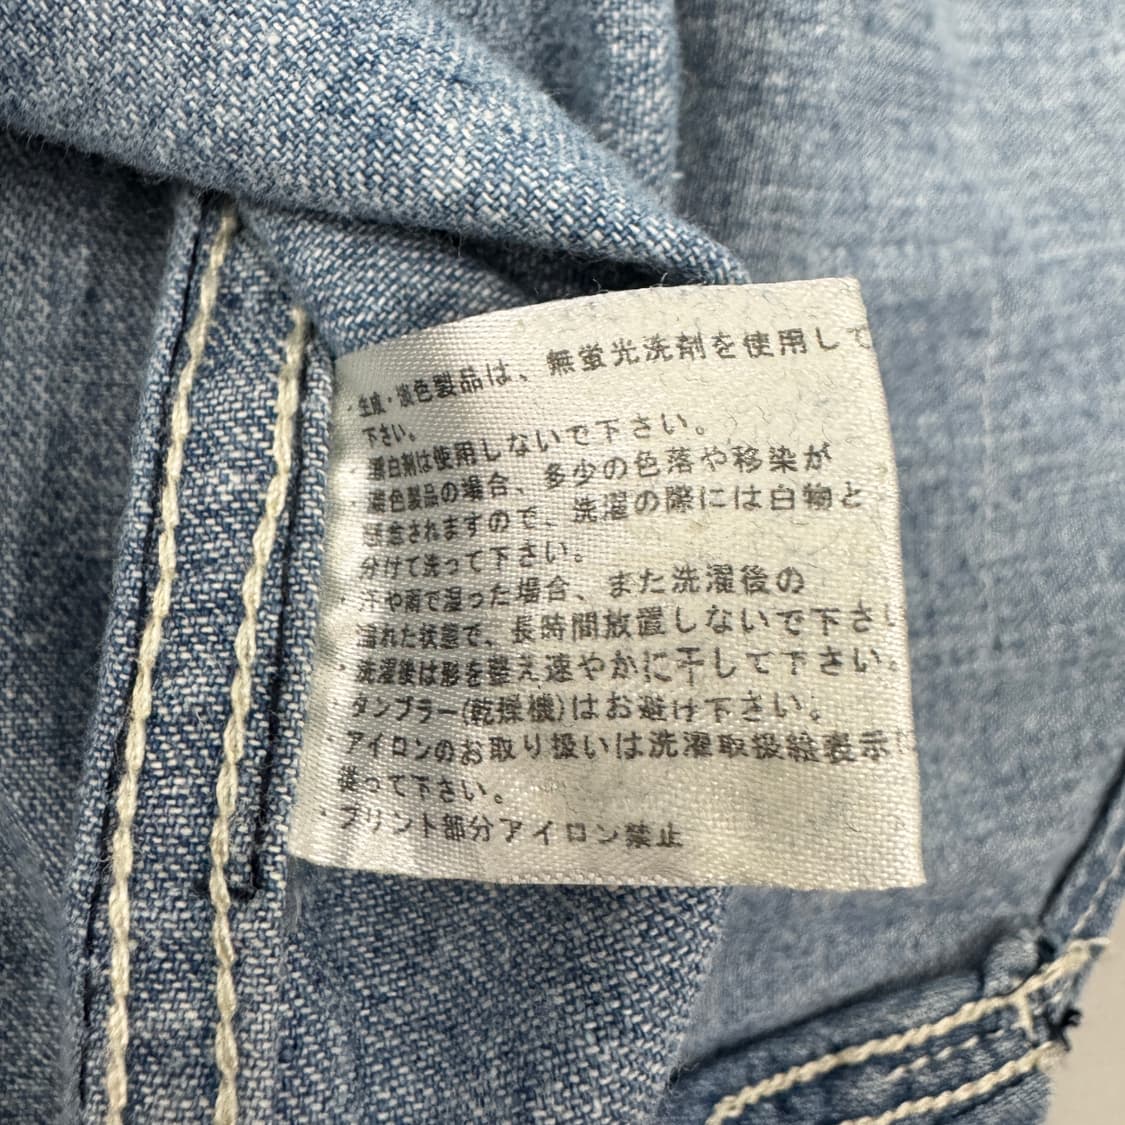 ・生成・淡色製品は、無蛍光洗剤を使用して
下さい。
・漂白剤は使用しないで下さい。
・濃色製品の場合、多少の色落や移染が
懸念されますので、洗濯の際には白物と
分けて洗って下さい。
汗や雨で湿った場合、また洗濯後の
濡れた状態で、長時間放置しないで下さい
・洗濯後は形を整え速やかに干して下さい。
タンブラー(乾燥機)はお避け下さい。
・アイロンのお取り扱いは洗濯取扱絵表示に
従って下さい。
・プリント部分アイロン禁止